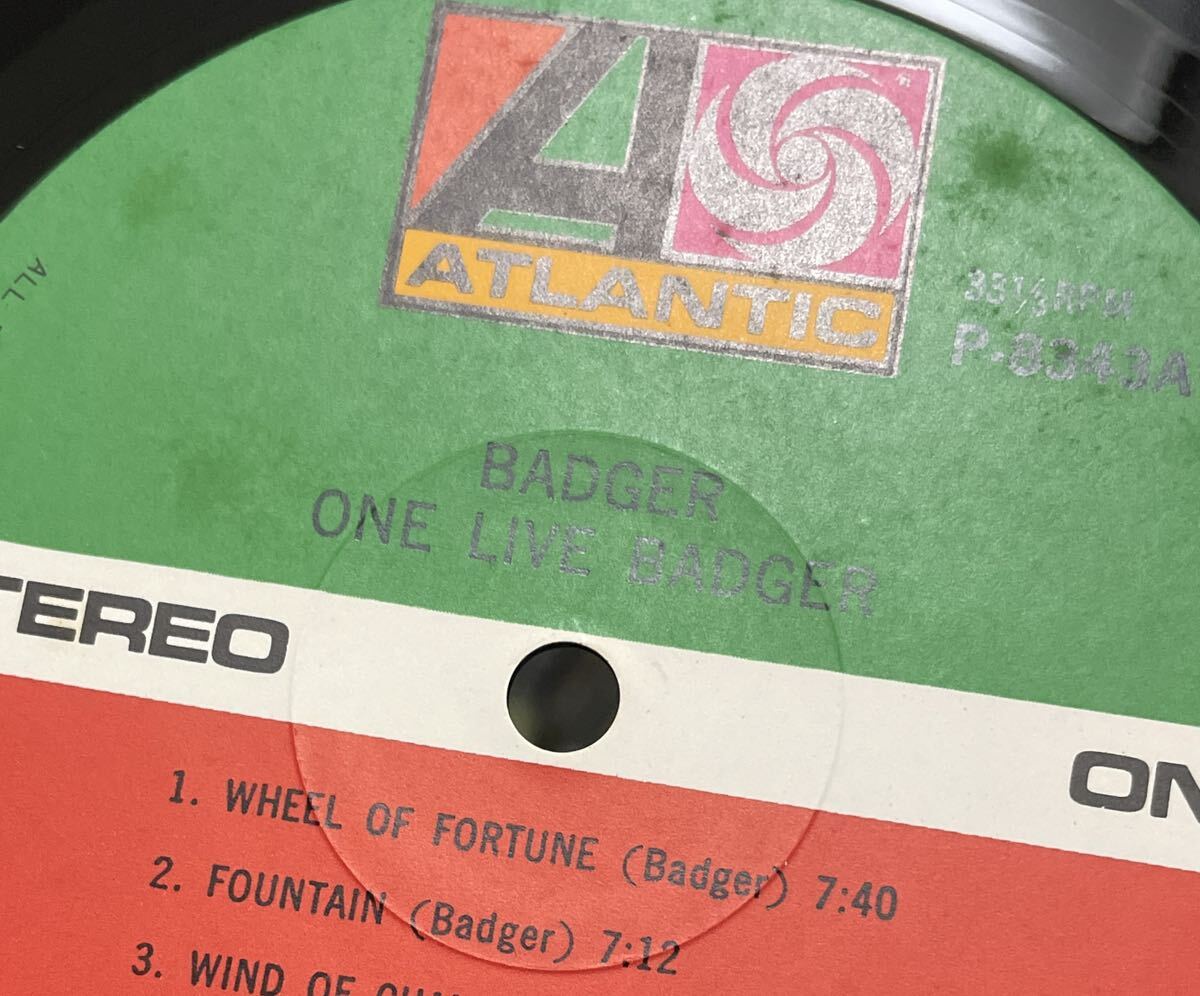 ATLANTIC
33⅓RPM
P-8343A
ALL
BADGER
ONE LIVE BADGER
TEREO
ON
1. WHEEL OF FORTUNE (Badger) 7:40
2. FOUNTAIN (Badger) 7:12
3. WIND OF